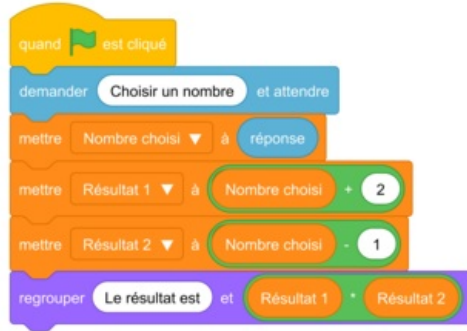 quand est cliqué
demander Choisir un nombre et attendre
mettre Nombre choisi ▼ à réponse
mettre Résultat 1 ▼ à Nombre choisi + 2
mettre Résultat 2 ▼ à Nombre choisi - 1
regrouper Le résultat est et Résultat 1 * Résultat 2